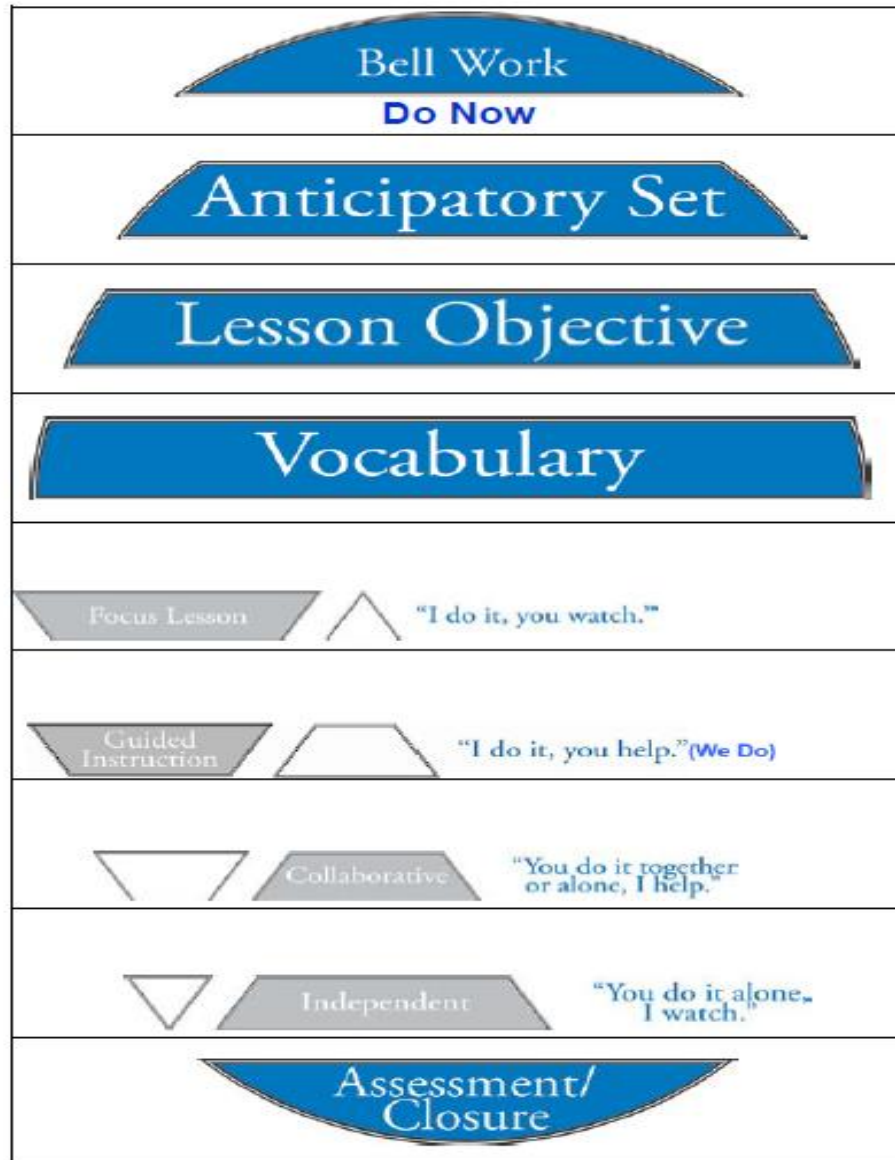 Bell Work
Do Now
Anticipatory Set
Lesson Objective
Vocabulary
Focus Lesson
“I do it, you watch.””
Guided
Instruction
“I do it, you help.”(We Do)
Collaborative
“You do it together
or alone, I help.”
Independent
“You do it alone,
I watch.”
Assessment/
Closure